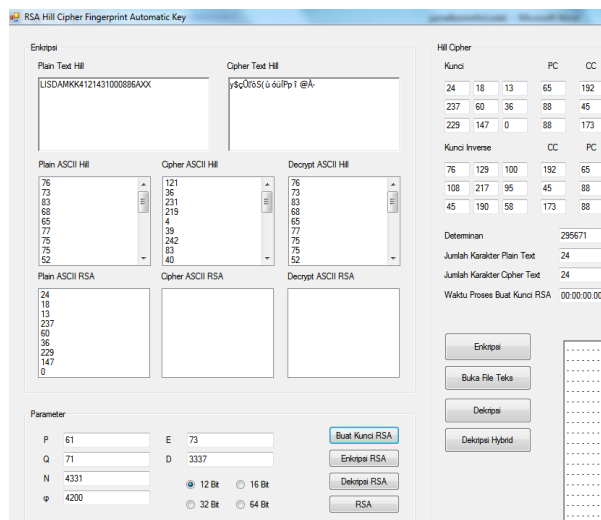 RSA Hill Cipher Fingerprint Automatic Key
Enkripsi
Plain Text Hill
Cipher Text Hill
LISDAMKK4121431000886AXX
Plain ASCII Hill
Cipher ASCII Hill
Decrypt ASCII Hill
76 121 76
73 36 73
83 231 83
68 219 68
65 4 65
77 39 77
75 242 75
75 83 75
52 40 52
Plain ASCII RSA
Cipher ASCII RSA
Decrypt ASCII RSA
24
18
13
237
60
36
229
147
0
Parameter
P 61 E 73
Q 71 D 3337
N 4331
φ 4200
12 Bit 16 Bit
32 Bit 64 Bit
Buat Kunci RSA
Enkripsi RSA
Dekripsi RSA
RSA
Hill Cipher
Kunci PC CC
24 18 13 65 192
237 60 36 88 45
229 147 0 88 173
Kunci Inverse CC PC
76 129 100 192 65
108 217 95 45 88
45 190 58 173 88
Determinan 295671
Jumlah Karakter Plain Text 24
Jumlah Karakter Cipher Text 24
Waktu Proses Buat Kunci RSA 00:00:00.00
Enkripsi
Buka File Teks
Dekripsi
Dekripsi Hybrid